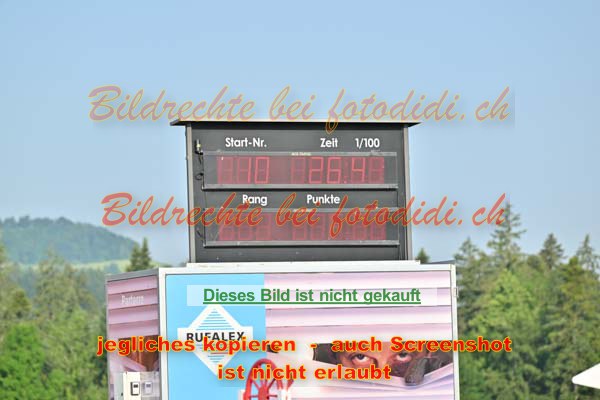 Bildrechte bei fotodidi.ch
Start-Nr. Zeit 1/100
10 26.4
Rang Punkte
Bildrechte bei fotodidi.ch
Dieses Bild ist nicht gekauft
RUFALEX
jegliches kopieren - auch Screenshot
ist nicht erlaubt